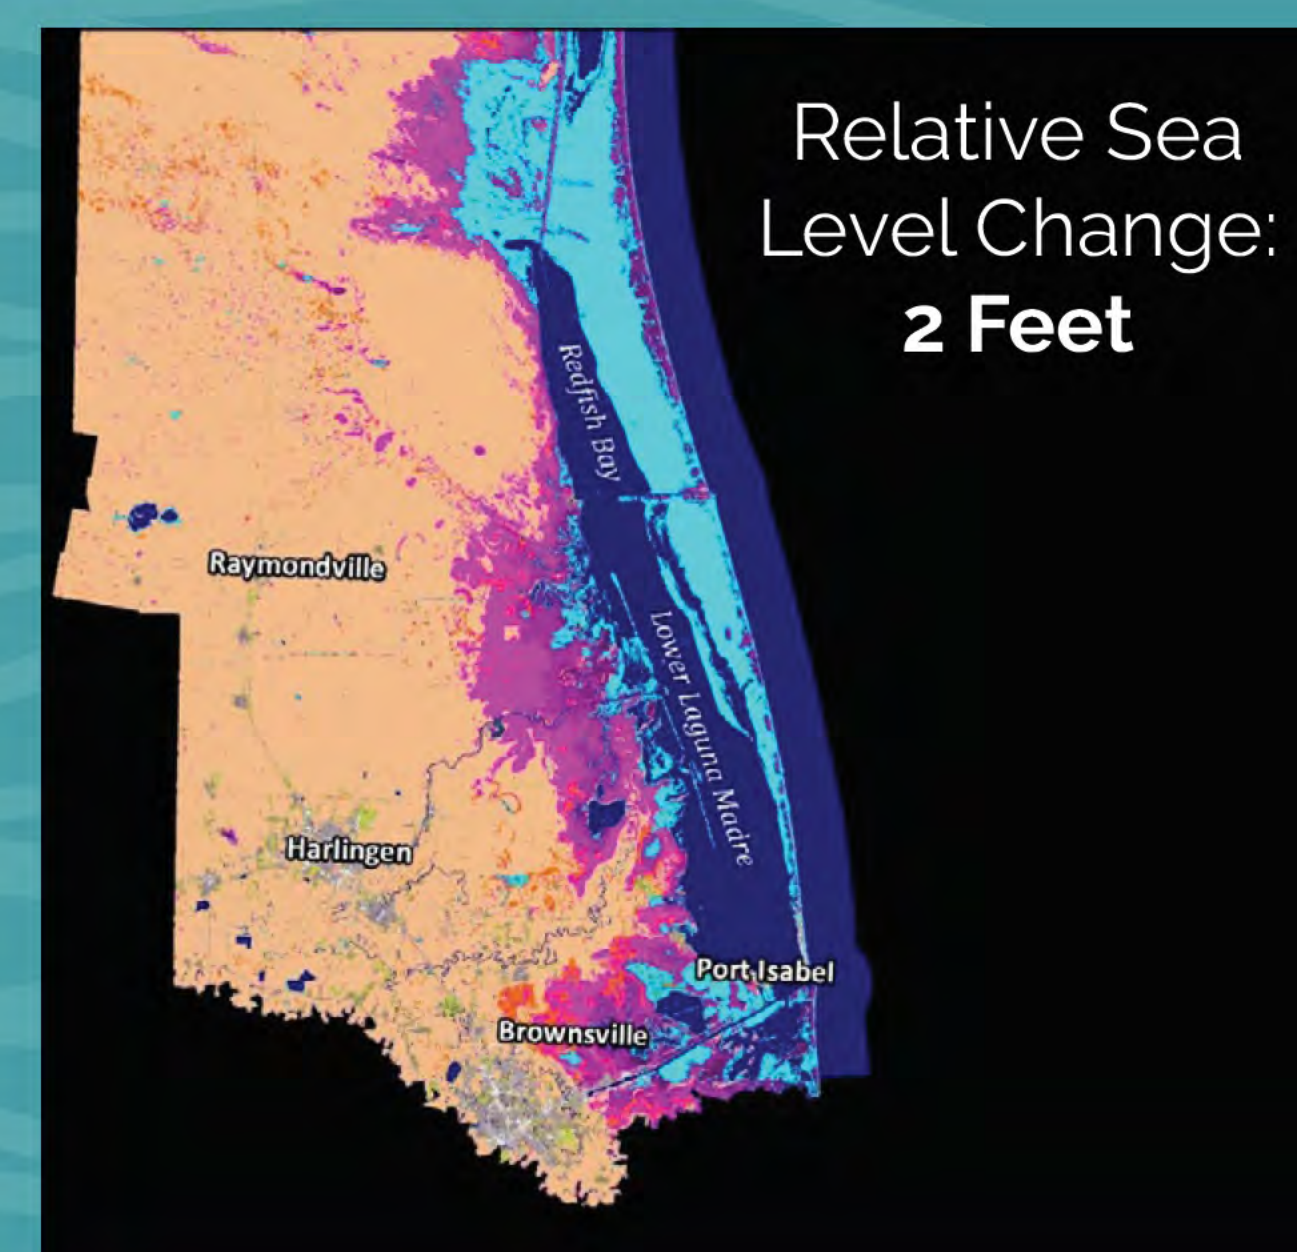 Relative Sea
Level Change:
2 Feet
Redfish Bay
Raymondville
Lower Laguna Madre
Harlingen
Port Isabel
Brownsville